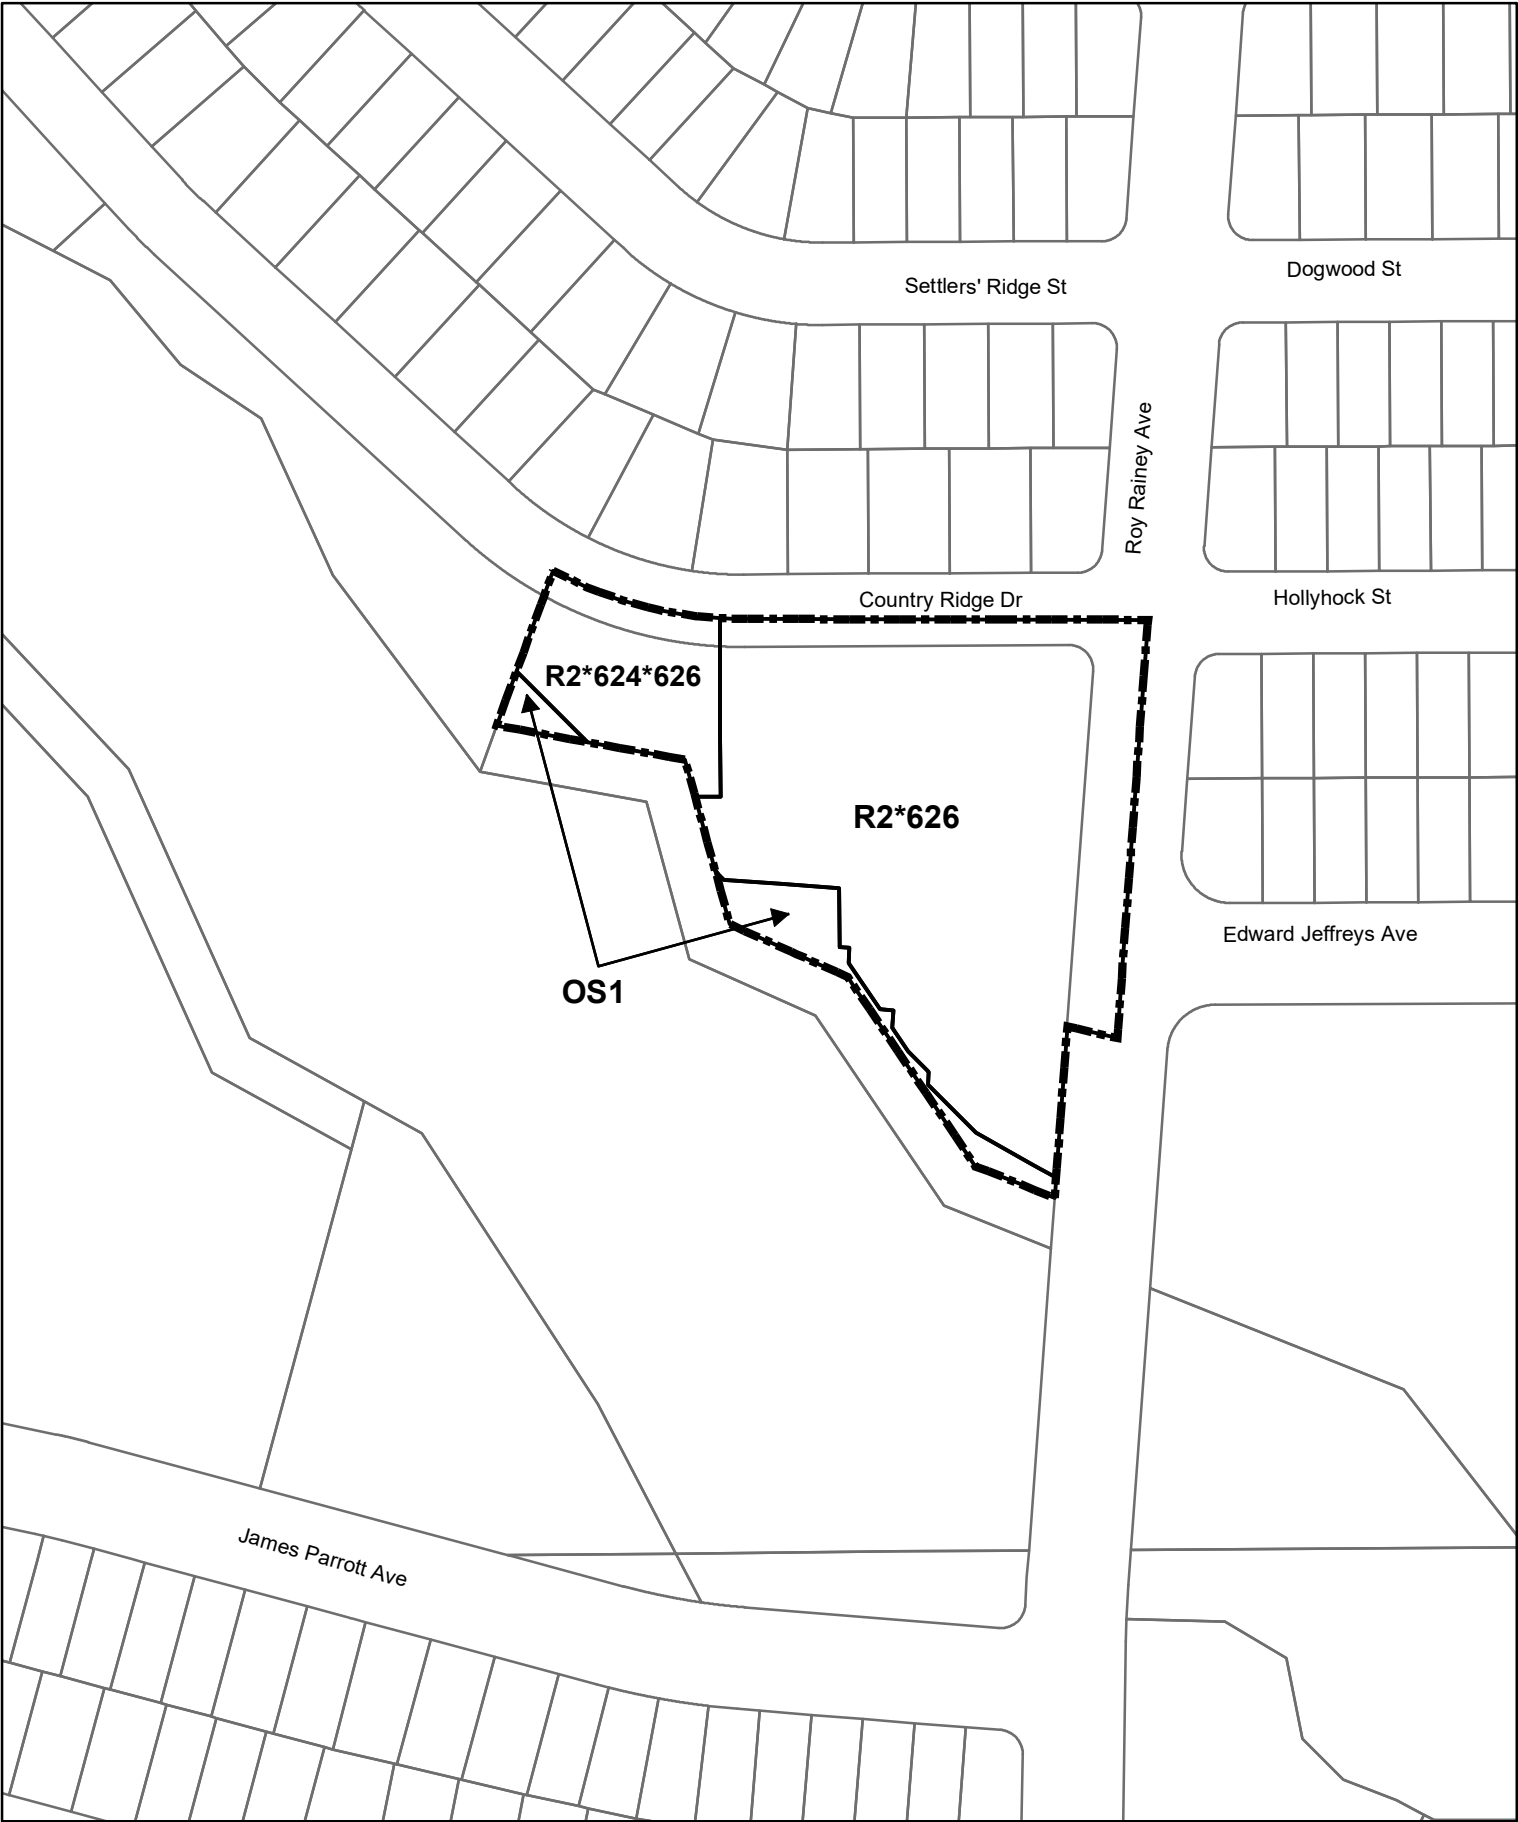 Dogwood St
Settlers' Ridge St
Roy Rainey Ave
Hollyhock St
Country Ridge Dr
R2*624*626
R2*626
Edward Jeffreys Ave
OS1
James Parrott Ave